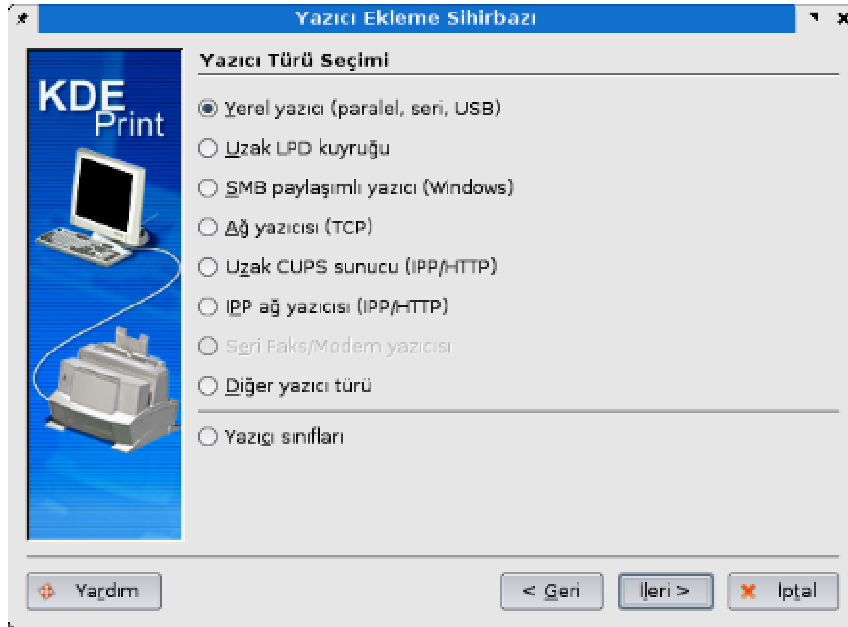 Yazıcı Ekleme Sihirbazı
KDE
Print
Yazıcı Türü Seçimi
Yerel yazıcı (paralel, seri, USB)
Uzak LPD kuyruğu
SMB paylaşımlı yazıcı (Windows)
Ağ yazıcısı (TCP)
Uzak CUPS sunucu (IPP/HTTP)
IPP ağ yazıcısı (IPP/HTTP)
Seri Faks/Modem yazıcısı
Diğer yazıcı türü
Yazıcı sınıfları
Yardım
< Geri
İleri >
İptal